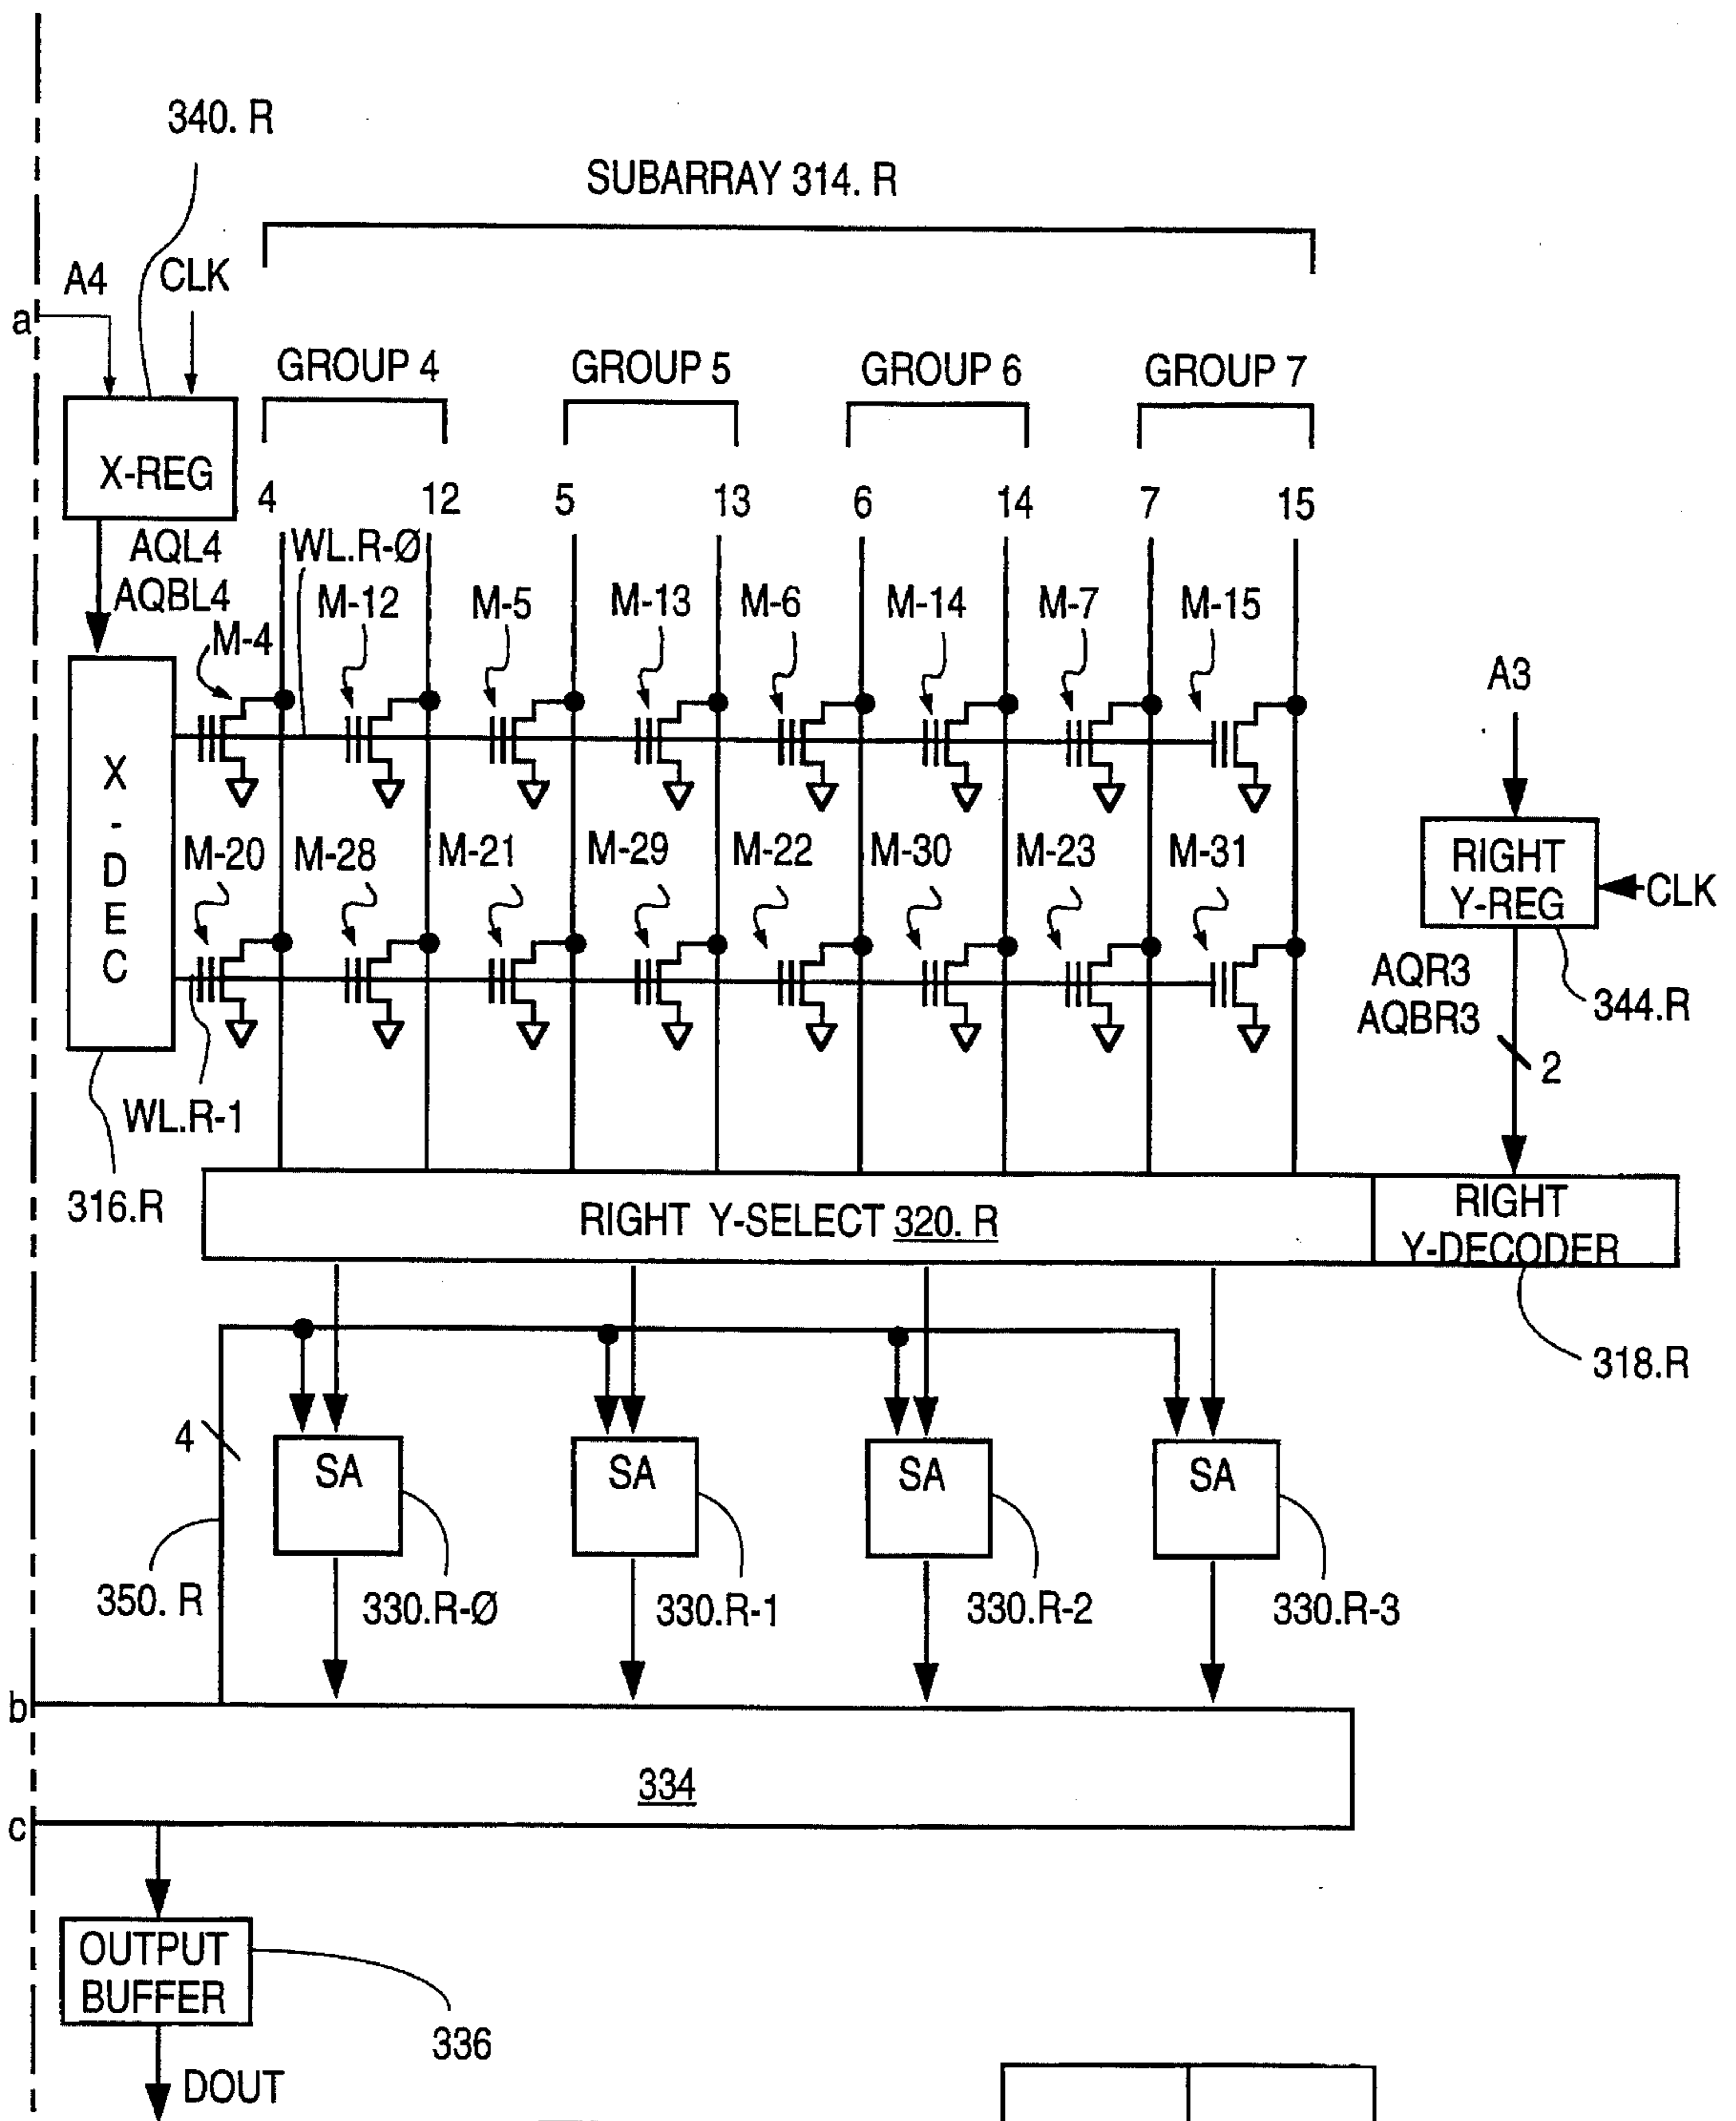 340. R
SUBARRAY 314. R
A4 CLK
a
GROUP 4 GROUP 5 GROUP 6 GROUP 7
X-REG
4 12 5 13 6 14 7 15
AQL4
AQBL4
WL.R-Ø
M-4 M-12 M-5 M-13 M-6 M-14 M-7 M-15
A3
X
-
D
E
C
M-20 M-28 M-21 M-29 M-22 M-30 M-23 M-31
RIGHT
Y-REG
CLK
AQR3
AQBR3
344.R
2
WL.R-1
316.R
RIGHT Y-SELECT 320. R
RIGHT
Y-DECODER
318.R
4
SA SA SA SA
350. R
330.R-Ø 330.R-1 330.R-2 330.R-3
b
334
c
OUTPUT
BUFFER
336
DOUT